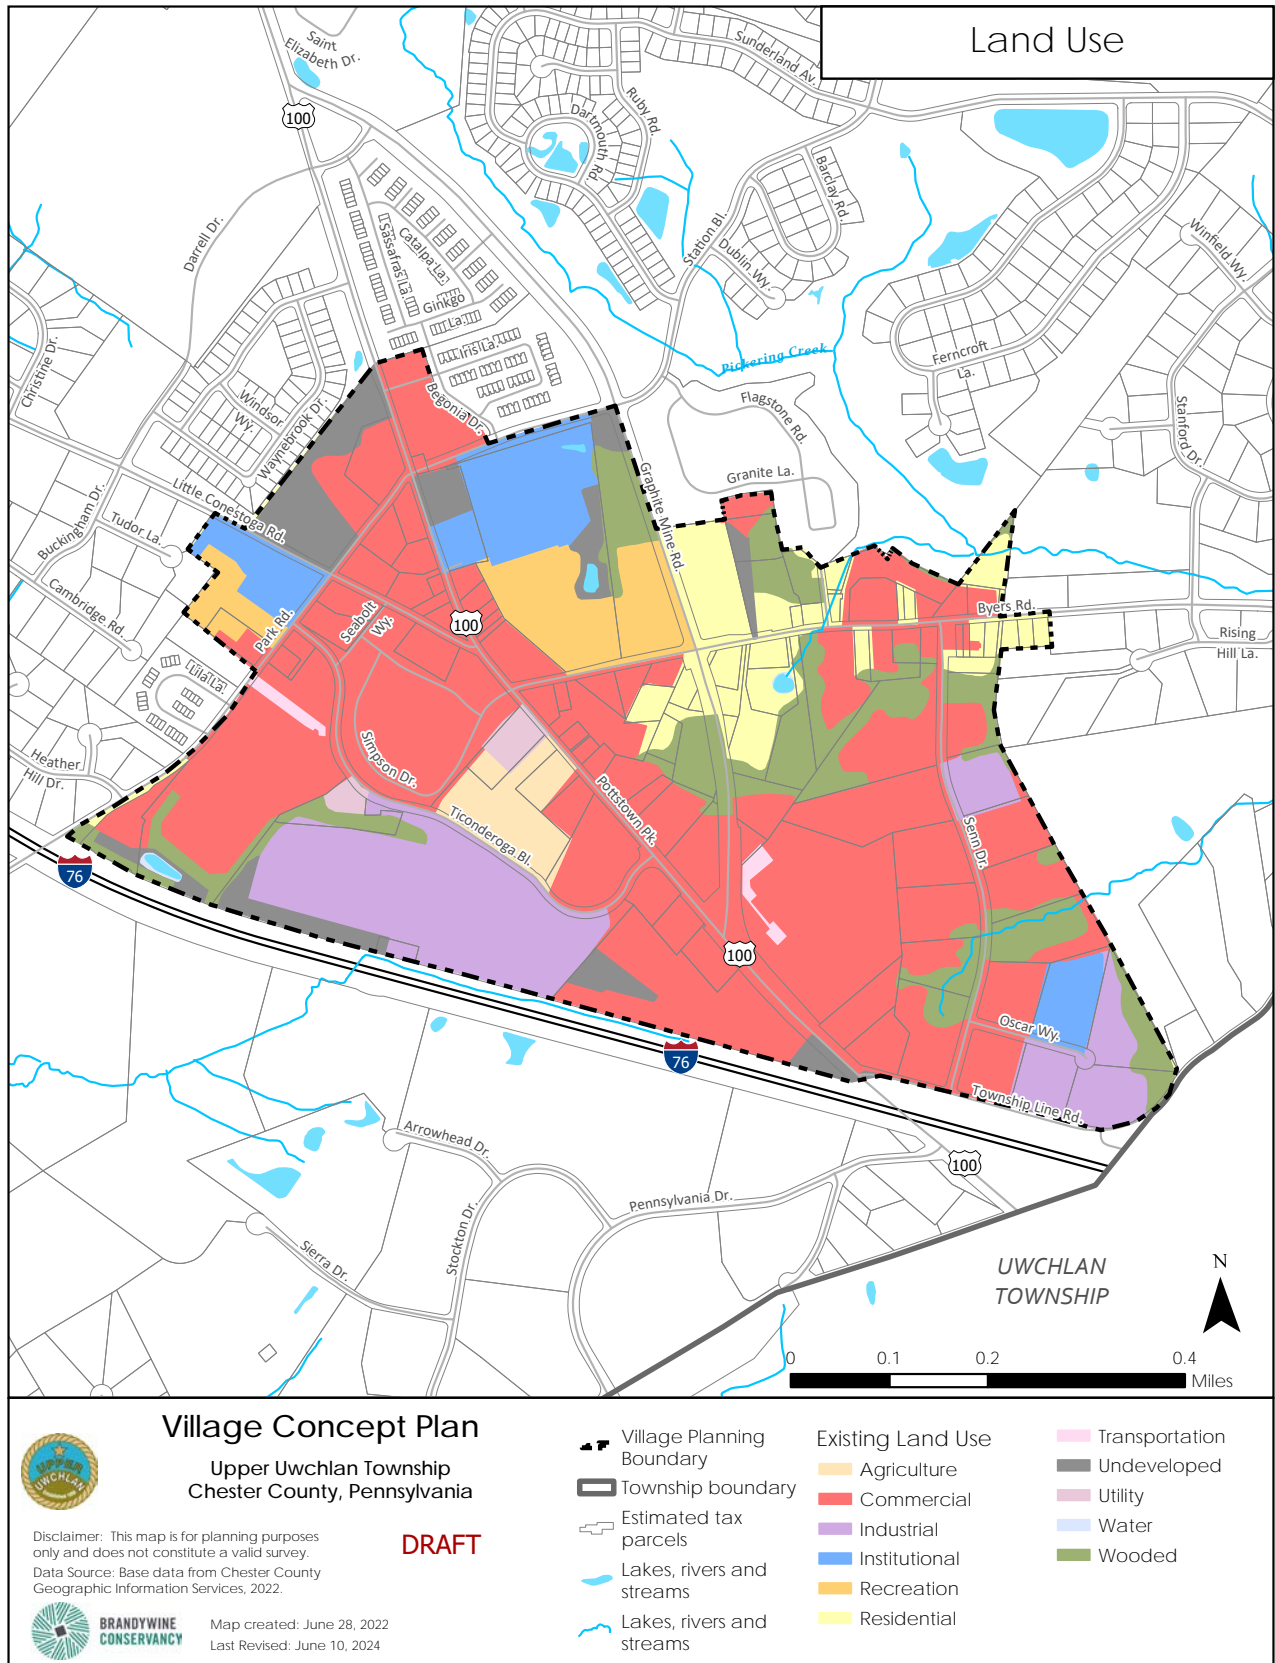 Land Use
Saint
Elizabeth Dr.
Sunderland Av.
100
Ruby Rd.
Dartmouth
Rd.
Barclay Rd.
Darrell Dr.
Sassafras La.
Catalpa La.
Station Bl.
Dublin Wy.
Winfield Wy.
Ginkgo
La.
Iris La.
Pickering Creek
Ferncroft
La.
Christine Dr.
Windsor
Wy.
Waynebrook Dr.
Begonia Dr.
Flagstone Rd.
Stanford Dr.
Granite La.
Little Conestoga Rd.
Graphite Mine Rd.
Buckingham Dr.
Tudor La.
Cambridge Rd.
Park Rd.
Seabolt
Wy.
100
Byers Rd.
Rising
Hill La.
Lila La.
Heather
Hill Dr.
Simpson Dr.
Ticonderoga Bl.
Pottstown Pk.
Senn Dr.
76
100
Oscar Wy.
76
Township Line Rd.
Arrowhead Dr.
100
Pennsylvania Dr.
Stockton Dr.
Sierra Dr.
UWCHLAN
TOWNSHIP
N
0 0.1 0.2 0.4
Miles
Village Concept Plan
Upper Uwchlan Township
Chester County, Pennsylvania
UPPER
UWCHLAN
Disclaimer: This map is for planning purposes
only and does not constitute a valid survey.
Data Source: Base data from Chester County
Geographic Information Services, 2022.
DRAFT
BRANDYWINE
CONSERVANCY
Map created: June 28, 2022
Last Revised: June 10, 2024
Village Planning
Boundary
Township boundary
Estimated tax
parcels
Lakes, rivers and
streams
Lakes, rivers and
streams
Existing Land Use
Agriculture
Commercial
Industrial
Institutional
Recreation
Residential
Transportation
Undeveloped
Utility
Water
Wooded